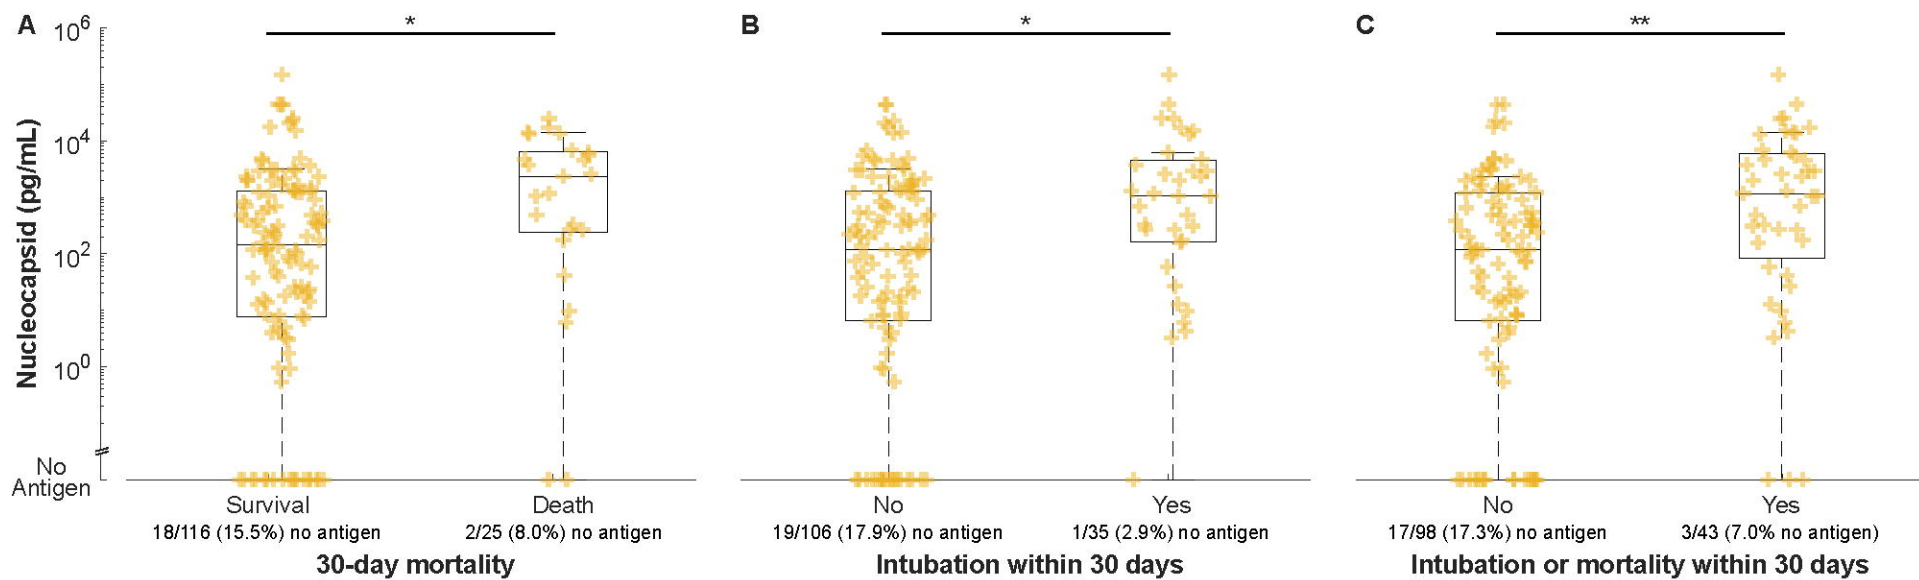 A
*
B
*
C
**
10^6
10^4
10^2
10^0
Nucleocapsid (pg/mL)
No
Antigen
Survival
Death
No
Yes
No
Yes
18/116 (15.5%) no antigen
2/25 (8.0%) no antigen
19/106 (17.9%) no antigen
1/35 (2.9%) no antigen
17/98 (17.3%) no antigen
3/43 (7.0% no antigen)
30-day mortality
Intubation within 30 days
Intubation or mortality within 30 days